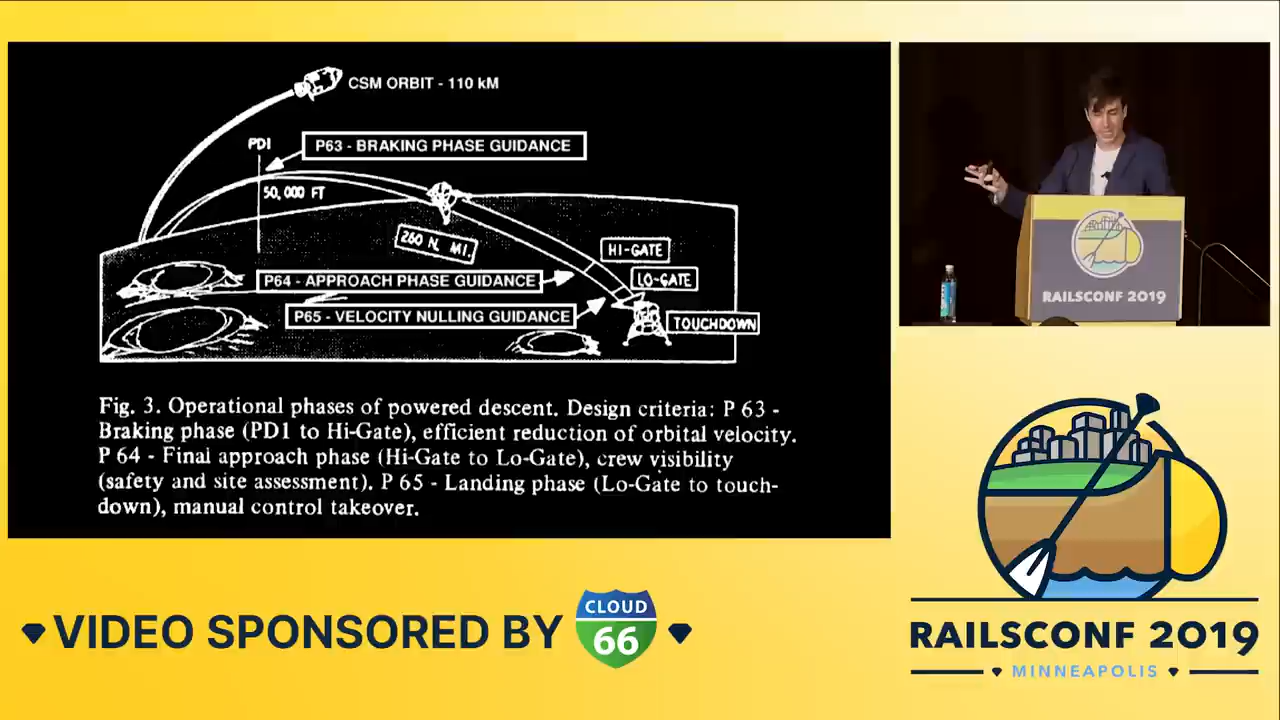 CSM ORBIT - 110 kM
PDI
P63 - BRAKING PHASE GUIDANCE
50,000 FT
260 N. MI.
HI-GATE
P64 - APPROACH PHASE GUIDANCE
LO-GATE
P65 - VELOCITY NULLING GUIDANCE
TOUCHDOWN
Fig. 3. Operational phases of powered descent. Design criteria: P 63 -
Braking phase (PD1 to Hi-Gate), efficient reduction of orbital velocity.
P 64 - Final approach phase (Hi-Gate to Lo-Gate), crew visibility
(safety and site assessment). P 65 - Landing phase (Lo-Gate to touch-
down), manual control takeover.
RAILSCONF 2019
VIDEO SPONSORED BY
CLOUD
66
RAILSCONF 2019
MINNEAPOLIS